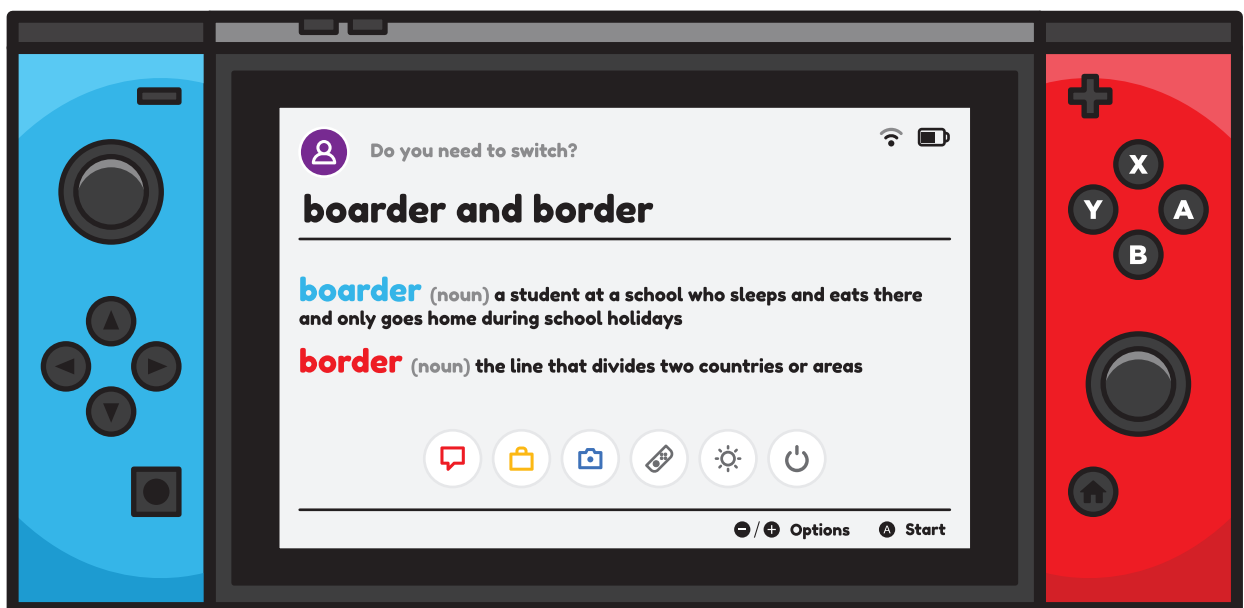 Do you need to switch?
boarder and border
X
Y
A
B
boarder (noun) a student at a school who sleeps and eats there
and only goes home during school holidays
border (noun) the line that divides two countries or areas
−/+ Options A Start